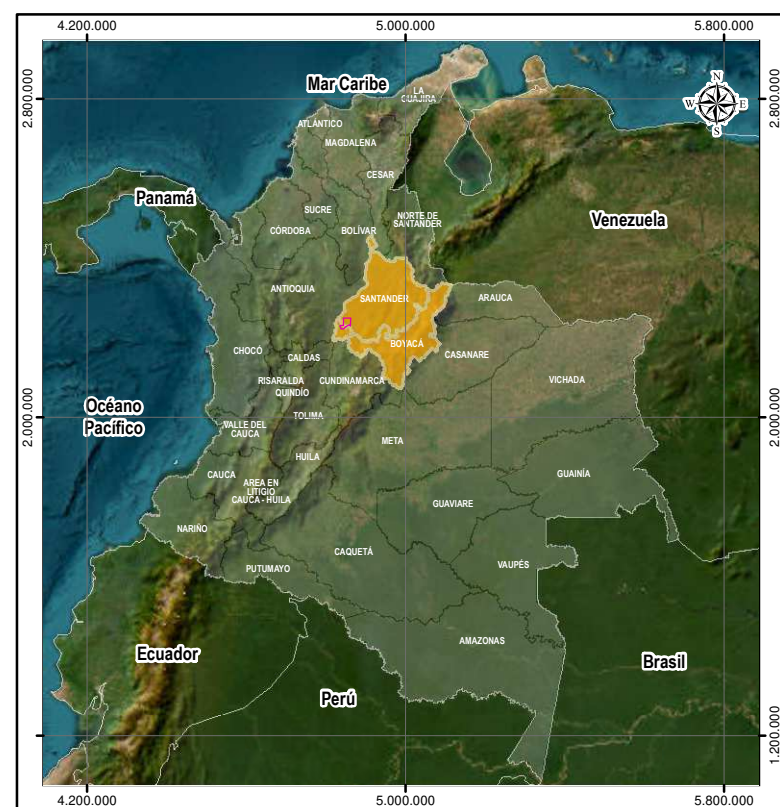 4.200.000
5.000.000
5.800.000
2.800.000
2.800.000
Mar Caribe
LA
GUAJIRA
N
W
E
S
ATLÁNTICO
MAGDALENA
CESAR
Panamá
SUCRE
NORTE DE
SANTANDER
Venezuela
CÓRDOBA
BOLÍVAR
ANTIOQUIA
SANTANDER
ARAUCA
BOYACÁ
CHOCÓ
CALDAS
CASANARE
RISARALDA
CUNDINAMARCA
VICHADA
QUINDÍO
Océano
Pacífico
TOLIMA
2.000.000
2.000.000
VALLE DEL
CAUCA
META
HUILA
CAUCA
AREA EN
LITIGIO
CAUCA - HUILA
GUAINÍA
GUAVIARE
NARIÑO
CAQUETÁ
PUTUMAYO
VAUPÉS
AMAZONAS
Ecuador
Brasil
Perú
1.200.000
1.200.000
4.200.000
5.000.000
5.800.000